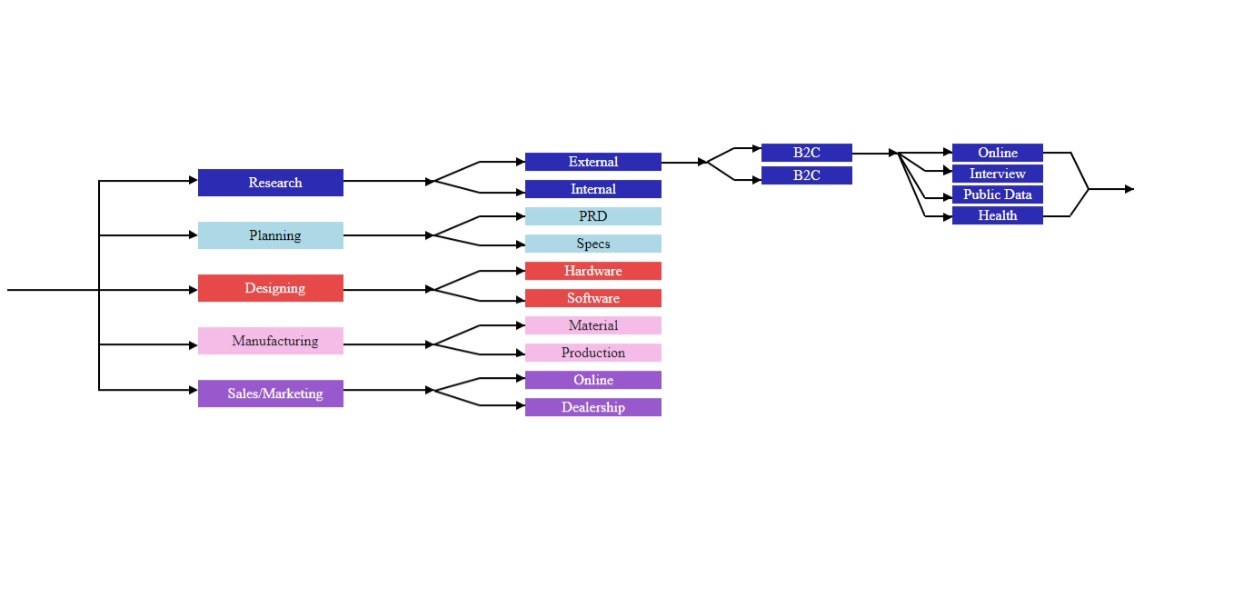 Research
Planning
Designing
Manufacturing
Sales/Marketing
External
Internal
PRD
Specs
Hardware
Software
Material
Production
Online
Dealership
B2C
B2C
Online
Interview
Public Data
Health